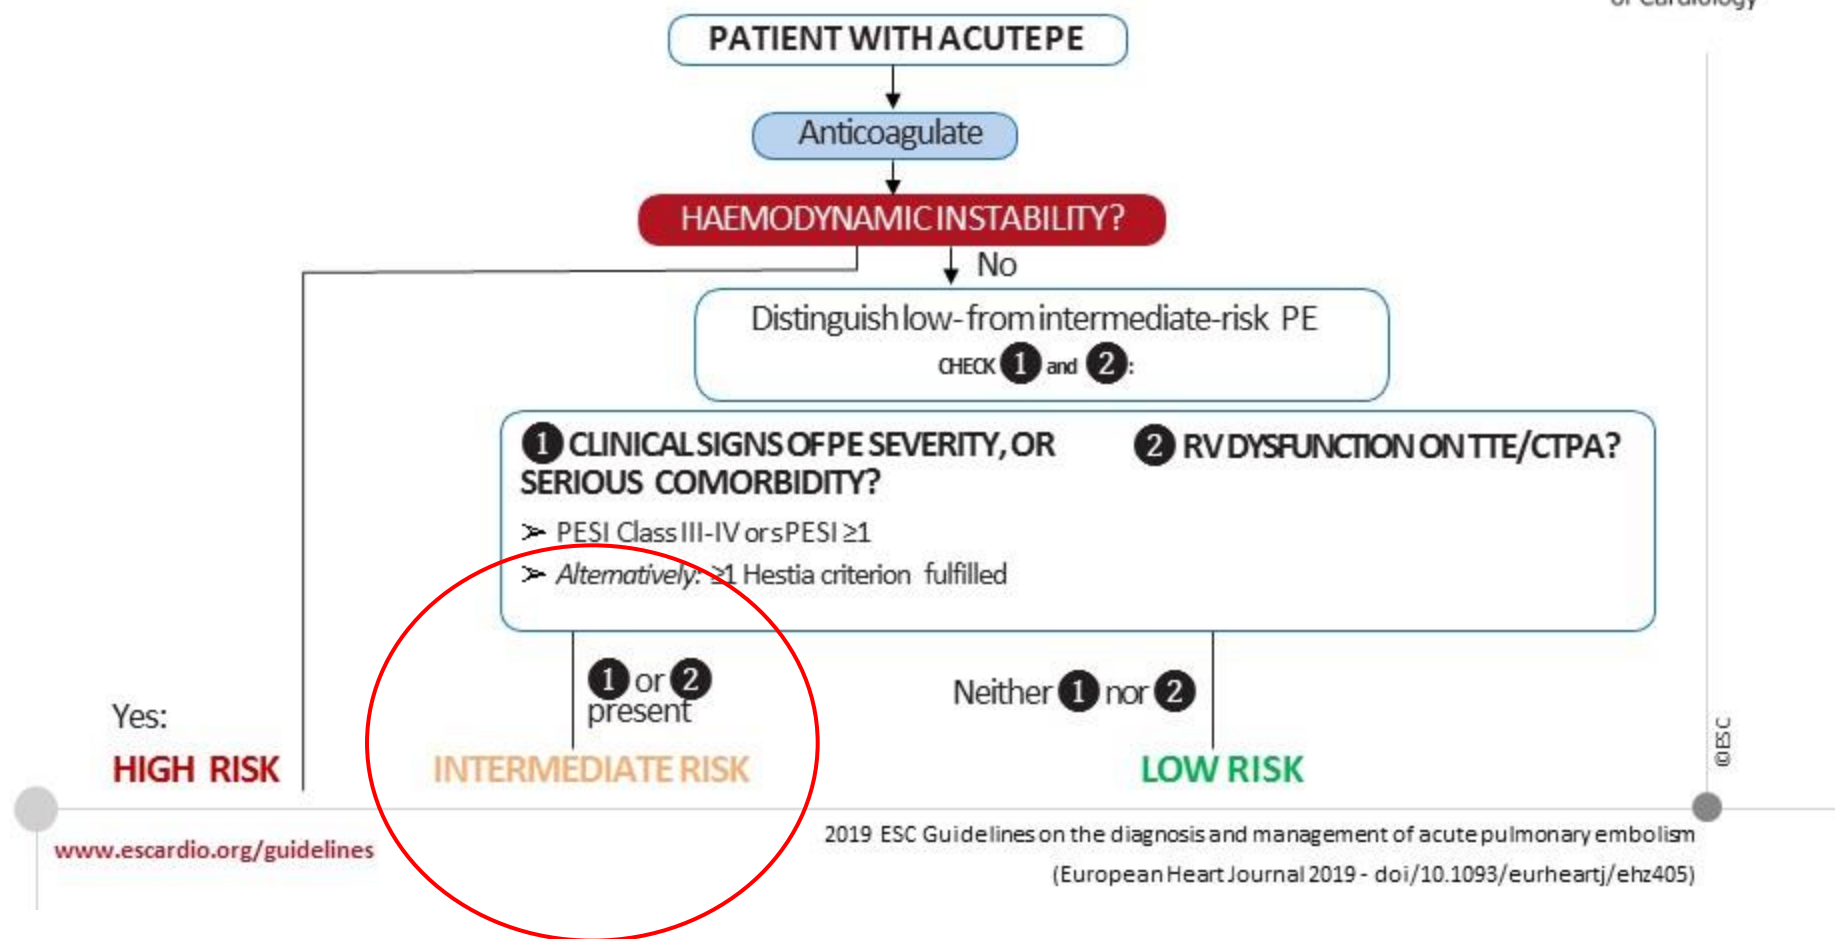 of Cardiology
PATIENT WITH ACUTE PE
Anticoagulate
HAEMODYNAMIC INSTABILITY?
No
Distinguish low- from intermediate-risk PE
CHECK 1 and 2:
1 CLINICAL SIGNS OF PE SEVERITY, OR
SERIOUS COMORBIDITY?
2 RV DYSFUNCTION ON TTE/CTPA?
➢ PESI Class III-IV or sPESI ≥1
➢ Alternatively: ≥1 Hestia criterion fulfilled
1 or 2
present
Neither 1 nor 2
Yes:
HIGH RISK
INTERMEDIATE RISK
LOW RISK
©ESC
www.escardio.org/guidelines
2019 ESC Guidelines on the diagnosis and management of acute pulmonary embolism
(European Heart Journal 2019 - doi/10.1093/eurheartj/ehz405)